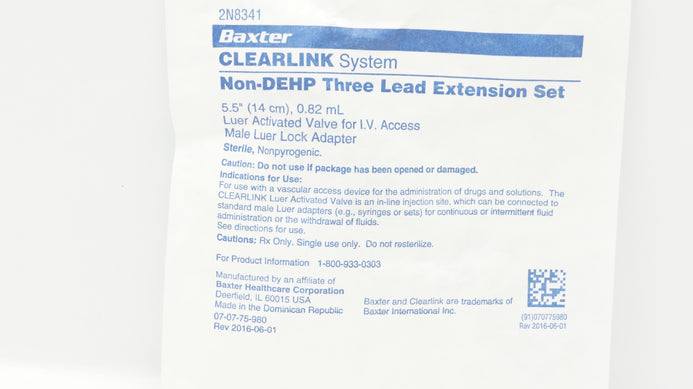 2N8341
Baxter
CLEARLINK System
Non-DEHP Three Lead Extension Set
5.5" (14 cm), 0.82 mL
Luer Activated Valve for I.V. Access
Male Luer Lock Adapter
Sterile, Nonpyrogenic.
Caution: Do not use if package has been opened or damaged.
Indications for Use:
For use with a vascular access device for the administration of drugs and solutions. The
CLEARLINK Luer Activated Valve is an in-line injection site, which can be connected to
standard male Luer adapters (e.g., syringes or sets) for continuous or intermittent fluid
administration or the withdrawal of fluids.
See directions for use.
Cautions: Rx Only. Single use only. Do not resterilize.
For Product Information 1-800-933-0303
Manufactured by an affiliate of
Baxter Healthcare Corporation
Deerfield, IL 60015 USA
Made in the Dominican Republic
07-07-75-980
Rev 2016-06-01
Baxter and Clearlink are trademarks of
Baxter International Inc.
(91)070775980
Rev 2016-06-01